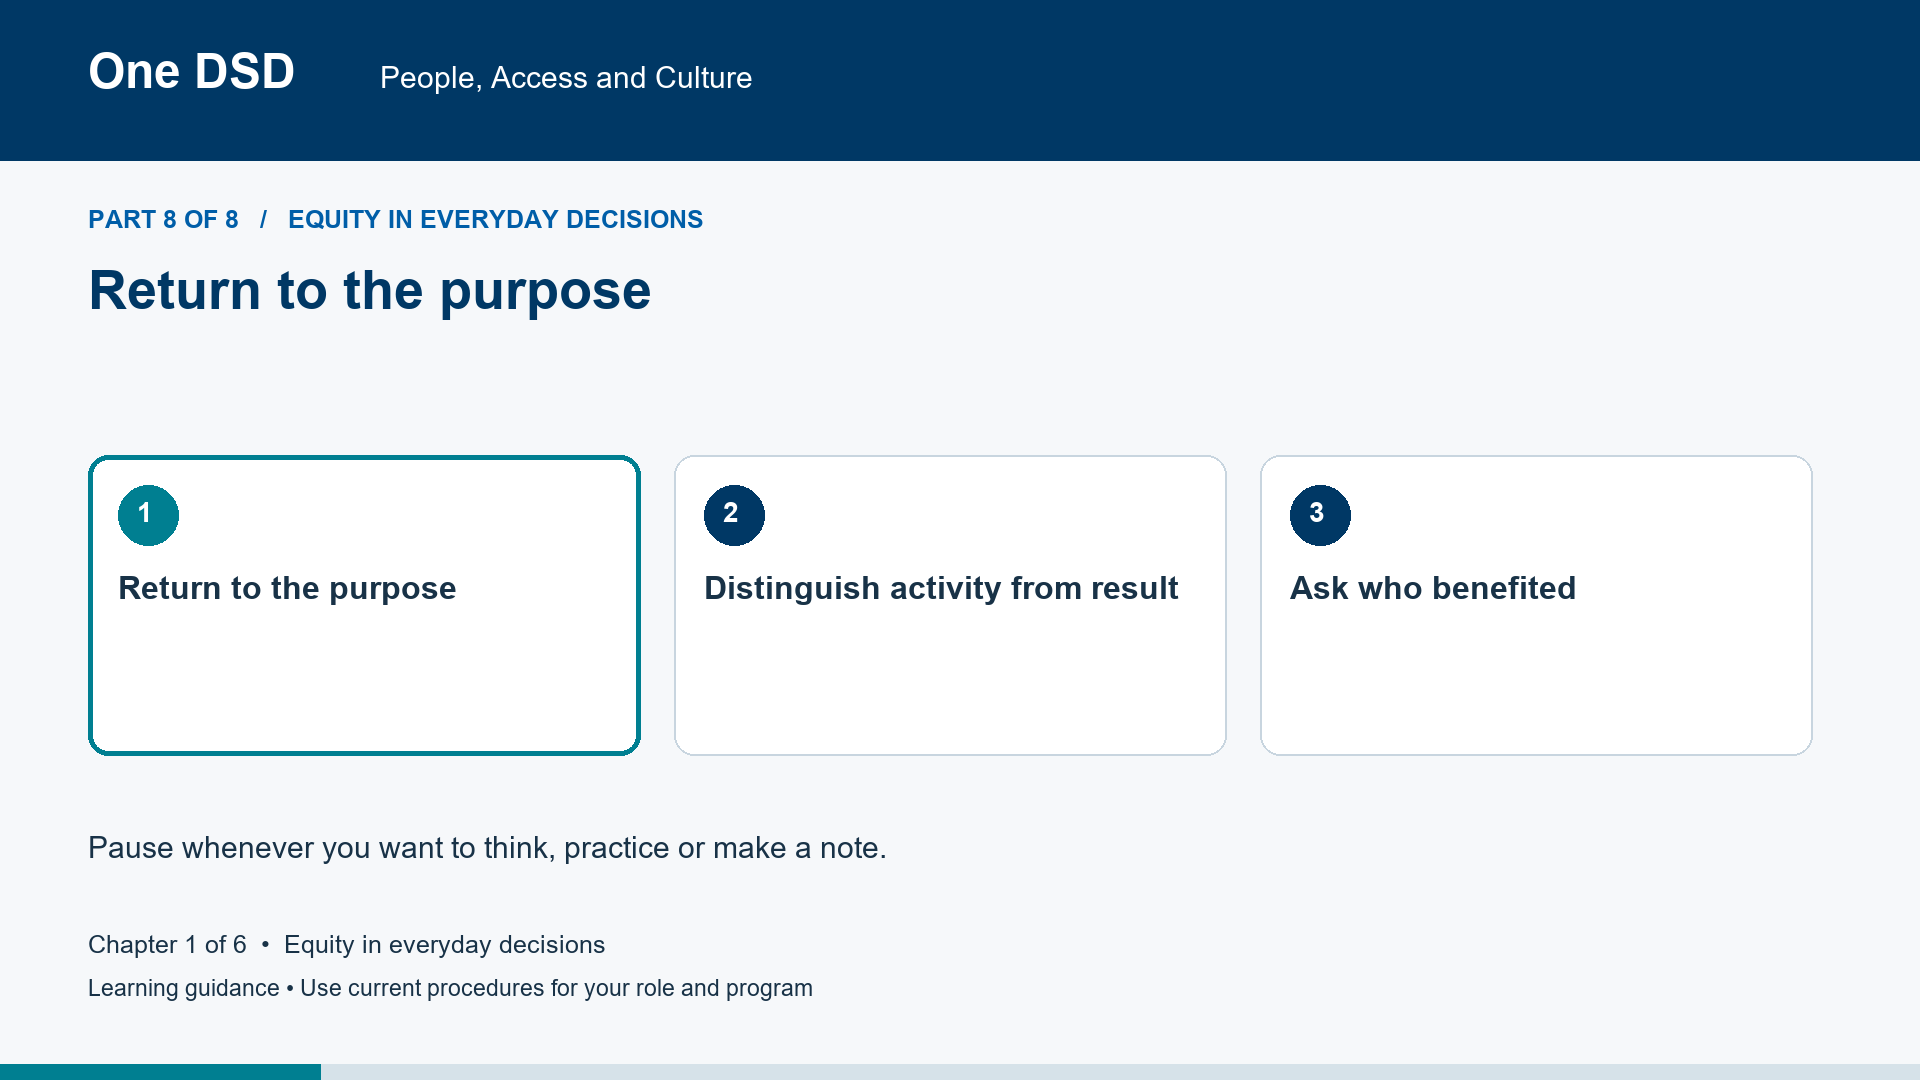 One DSD
People, Access and Culture
PART 8 OF 8 / EQUITY IN EVERYDAY DECISIONS
Return to the purpose
1
Return to the purpose
2
Distinguish activity from result
3
Ask who benefited
Pause whenever you want to think, practice or make a note.
Chapter 1 of 6 • Equity in everyday decisions
Learning guidance • Use current procedures for your role and program